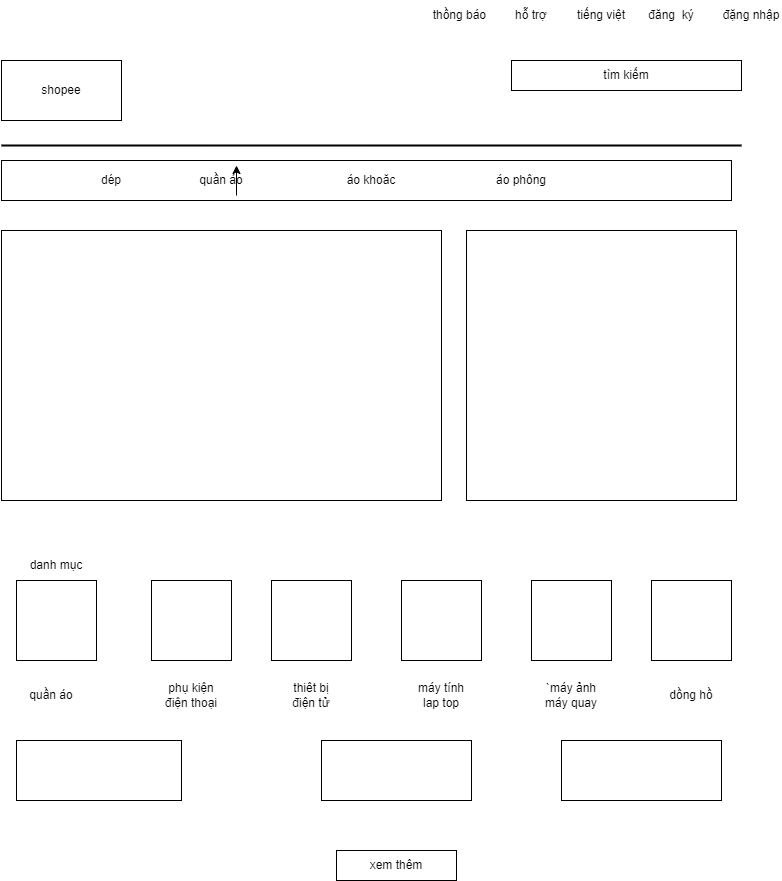 thồng báo hỗ trợ tiếng việt đăng ký đặng nhập
shopee
tìm kiếm
dép quần áo áo khoăc áo phông
danh mục
quần áo
phụ kiện
điện thoại
thiêt bị
điện tử
máy tính
lap top
`máy ảnh
máy quay
dồng hồ
xem thêm